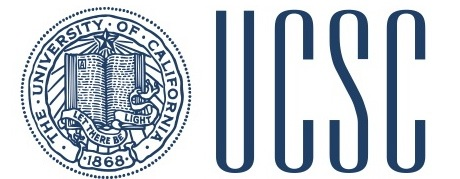 ·THE·UNIVERSITY·OF·CALIFORNIA·
LET THERE BE LIGHT
·1868·
UCSC